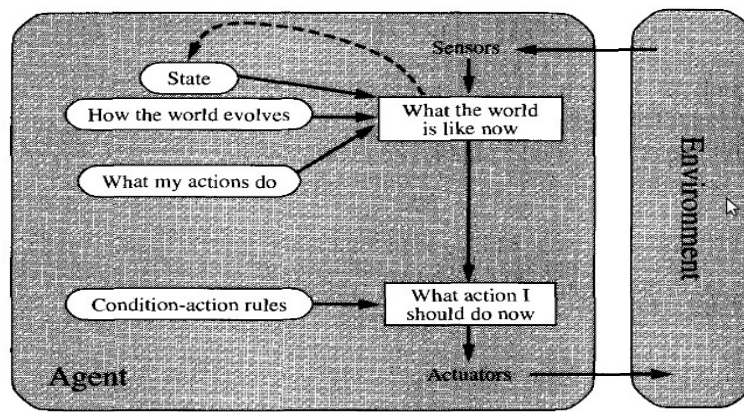 Sensors
State
What the world
is like now
How the world evolves
What my actions do
Environment
Condition-action rules
What action I
should do now
Agent
Actuators